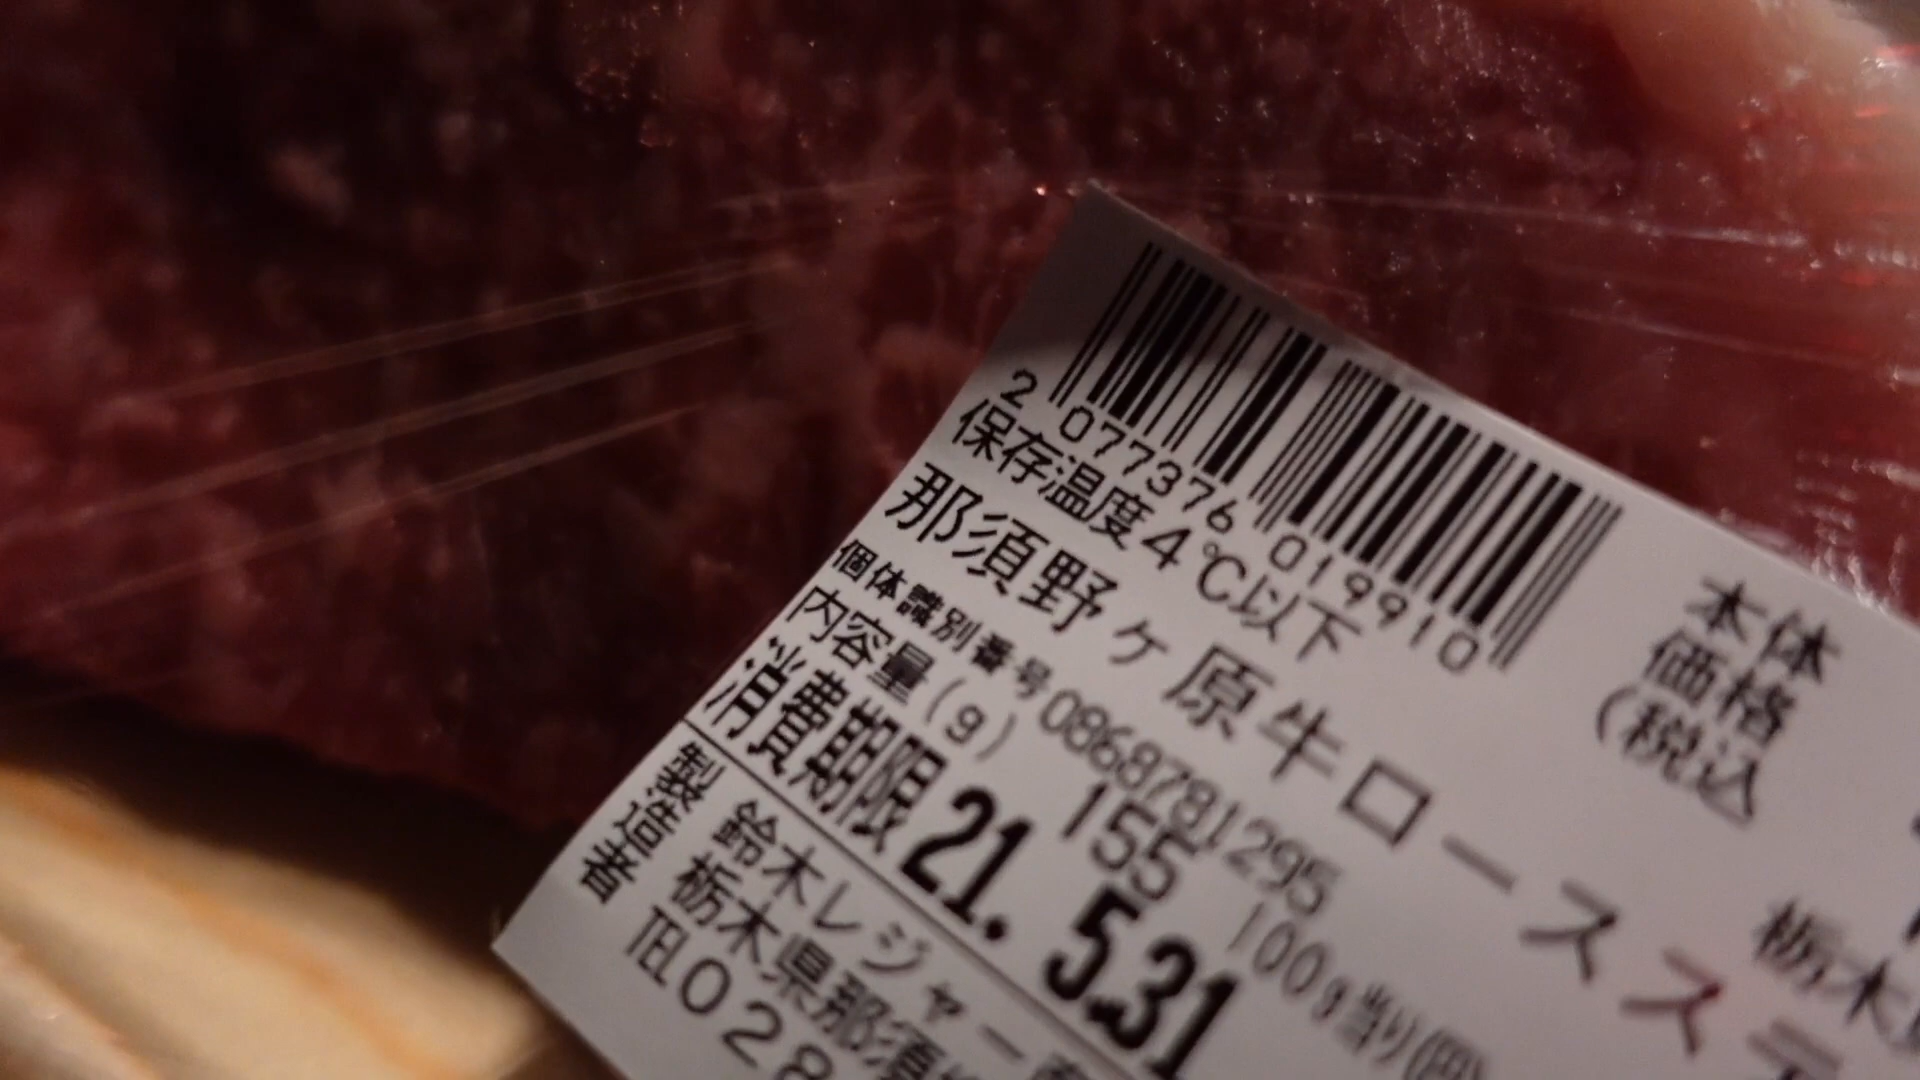 2 077376 019910
保存温度4℃以下
那須野ヶ原牛ロースステ
個体識別番号0868781295
内容量(g) 155 100g当り(円)
消費期限 21. 5.31
製造者 鈴木レジャー
栃木県那須
TEL 028
本体
価格
(税込
栃木